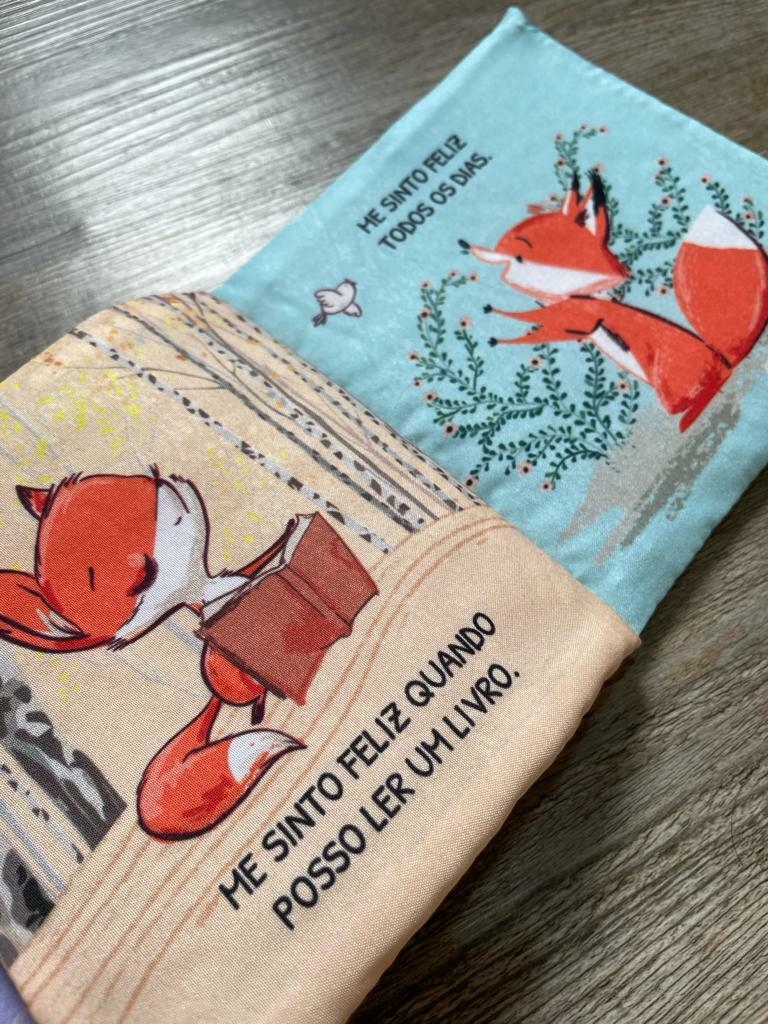 ME SINTO FELIZ
TODOS OS DIAS.
ME SINTO FELIZ QUANDO
POSSO LER UM LIVRO.